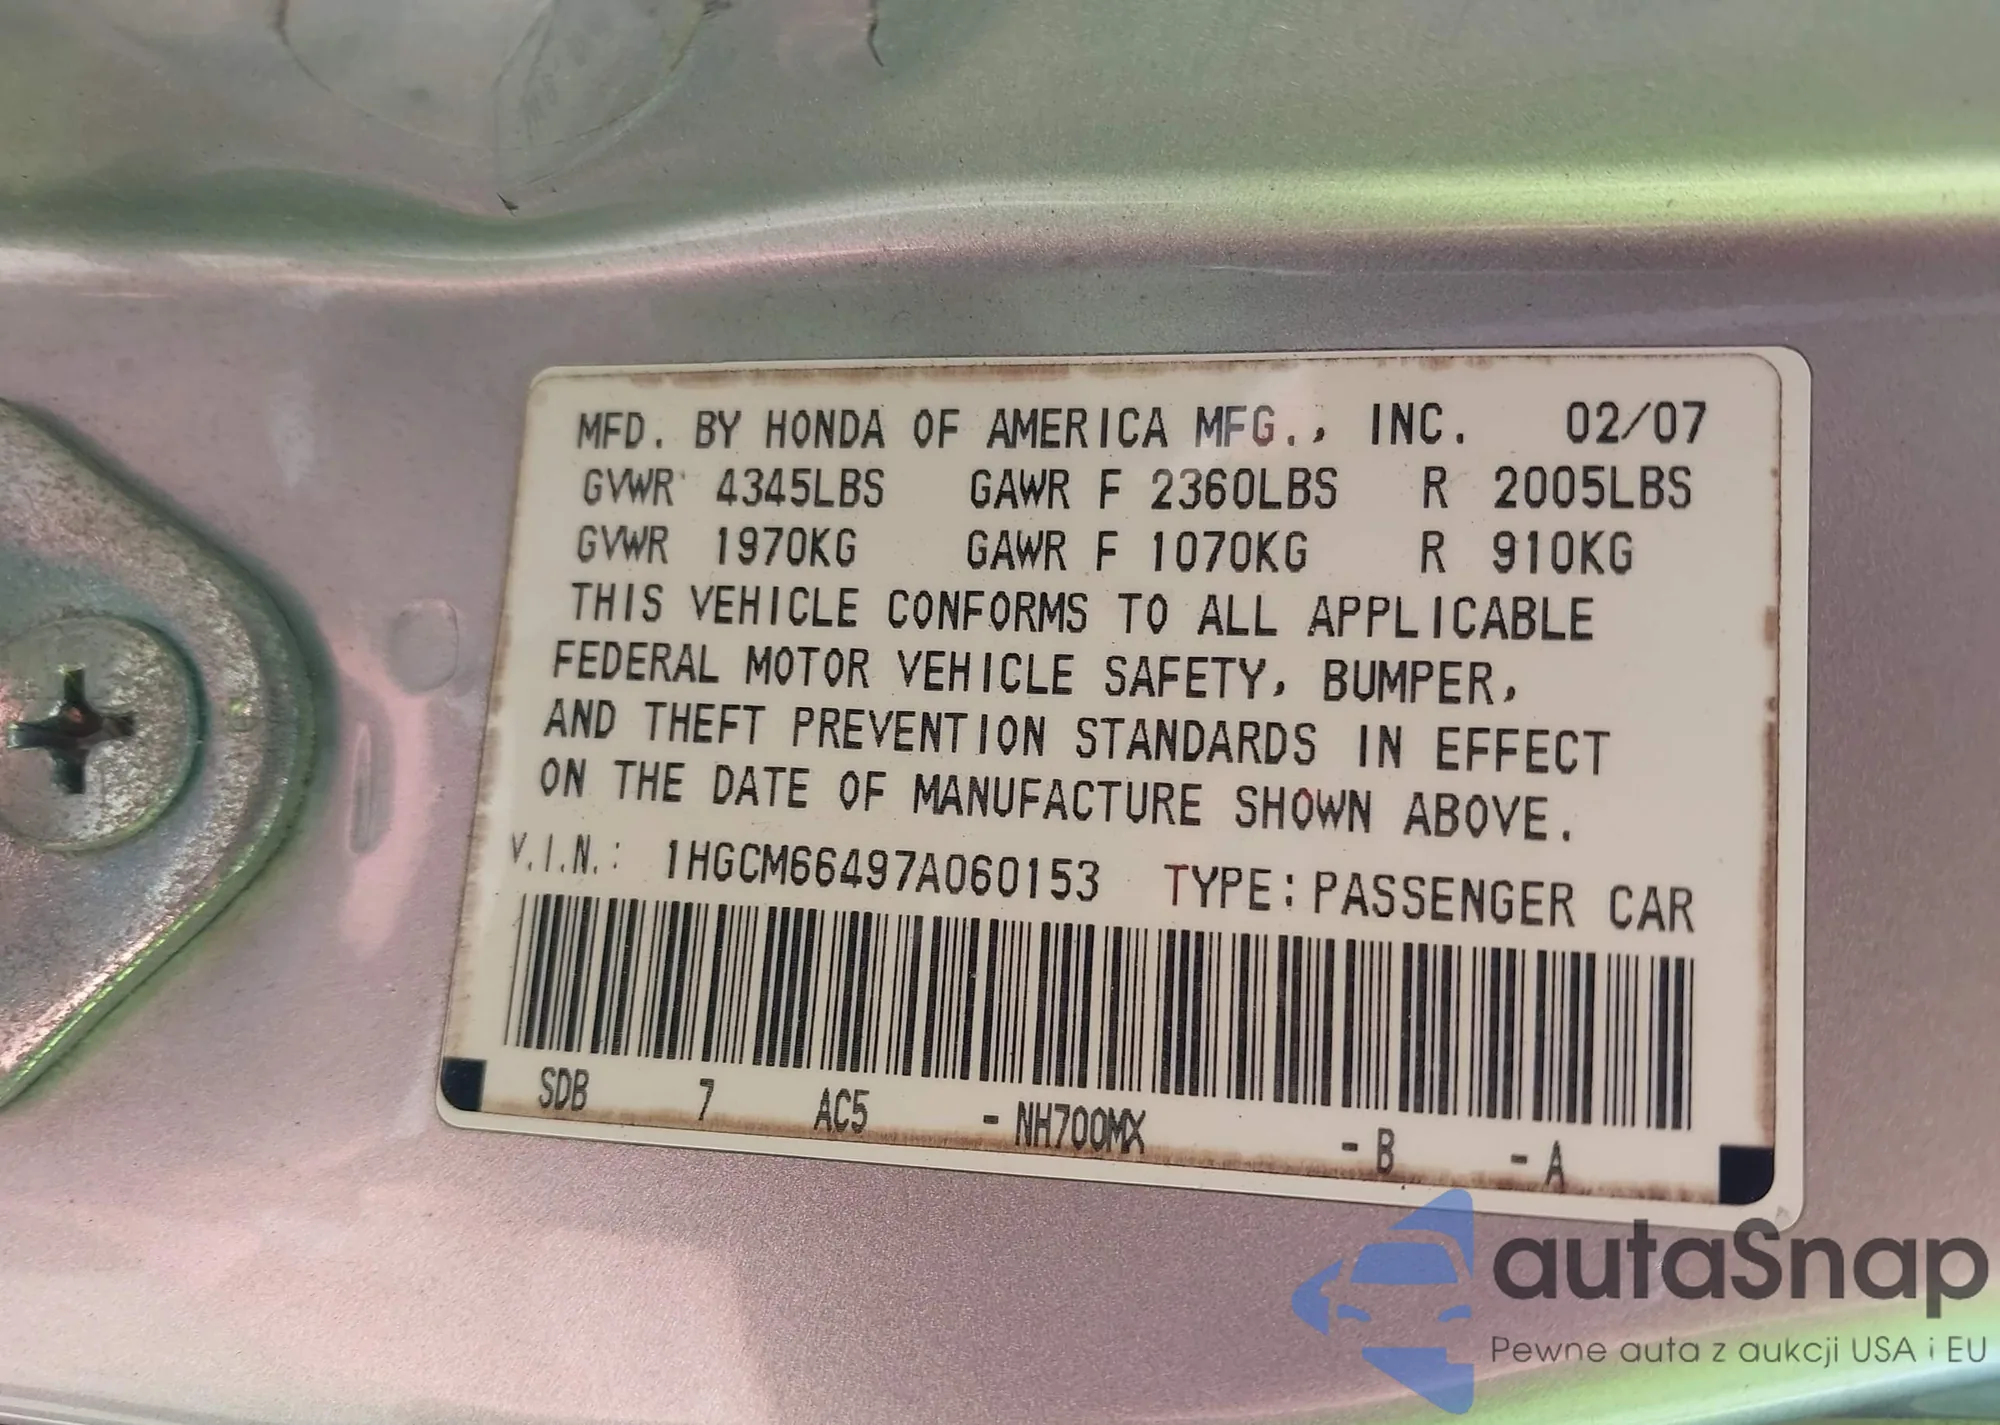 MFD. BY HONDA OF AMERICA MFG., INC. 02/07
GVWR 4345LBS GAWR F 2360LBS R 2005LBS
GVWR 1970KG GAWR F 1070KG R 910KG
THIS VEHICLE CONFORMS TO ALL APPLICABLE
FEDERAL MOTOR VEHICLE SAFETY, BUMPER,
AND THEFT PREVENTION STANDARDS IN EFFECT
ON THE DATE OF MANUFACTURE SHOWN ABOVE.
V.I.N.: 1HGCM66497A060153 TYPE: PASSENGER CAR
SDB 7 AC5 - NH700MX - B - A
autaSnap
Pewne auta z aukcji USA i EU